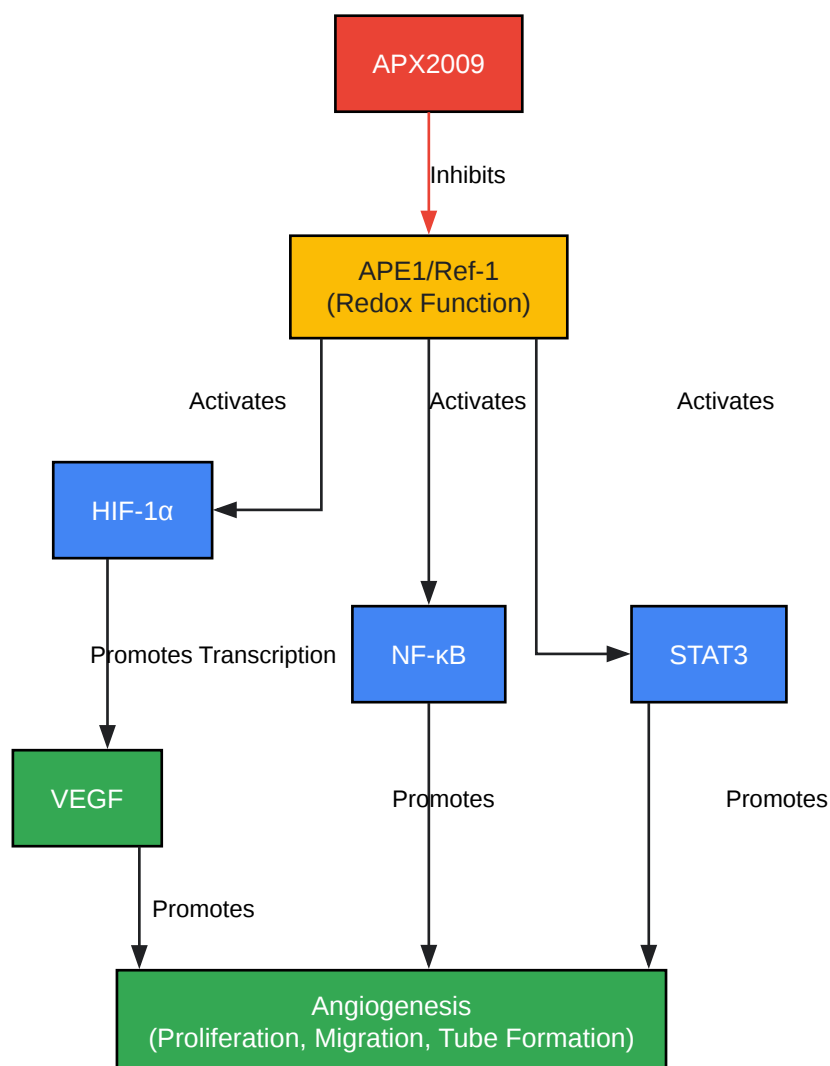 APX2009
Inhibits
APE1/Ref-1
(Redox Function)
Activates
Activates
Activates
HIF-1α
Promotes Transcription
NF-κB
STAT3
VEGF
Promotes
Promotes
Promotes
Angiogenesis
(Proliferation, Migration, Tube Formation)